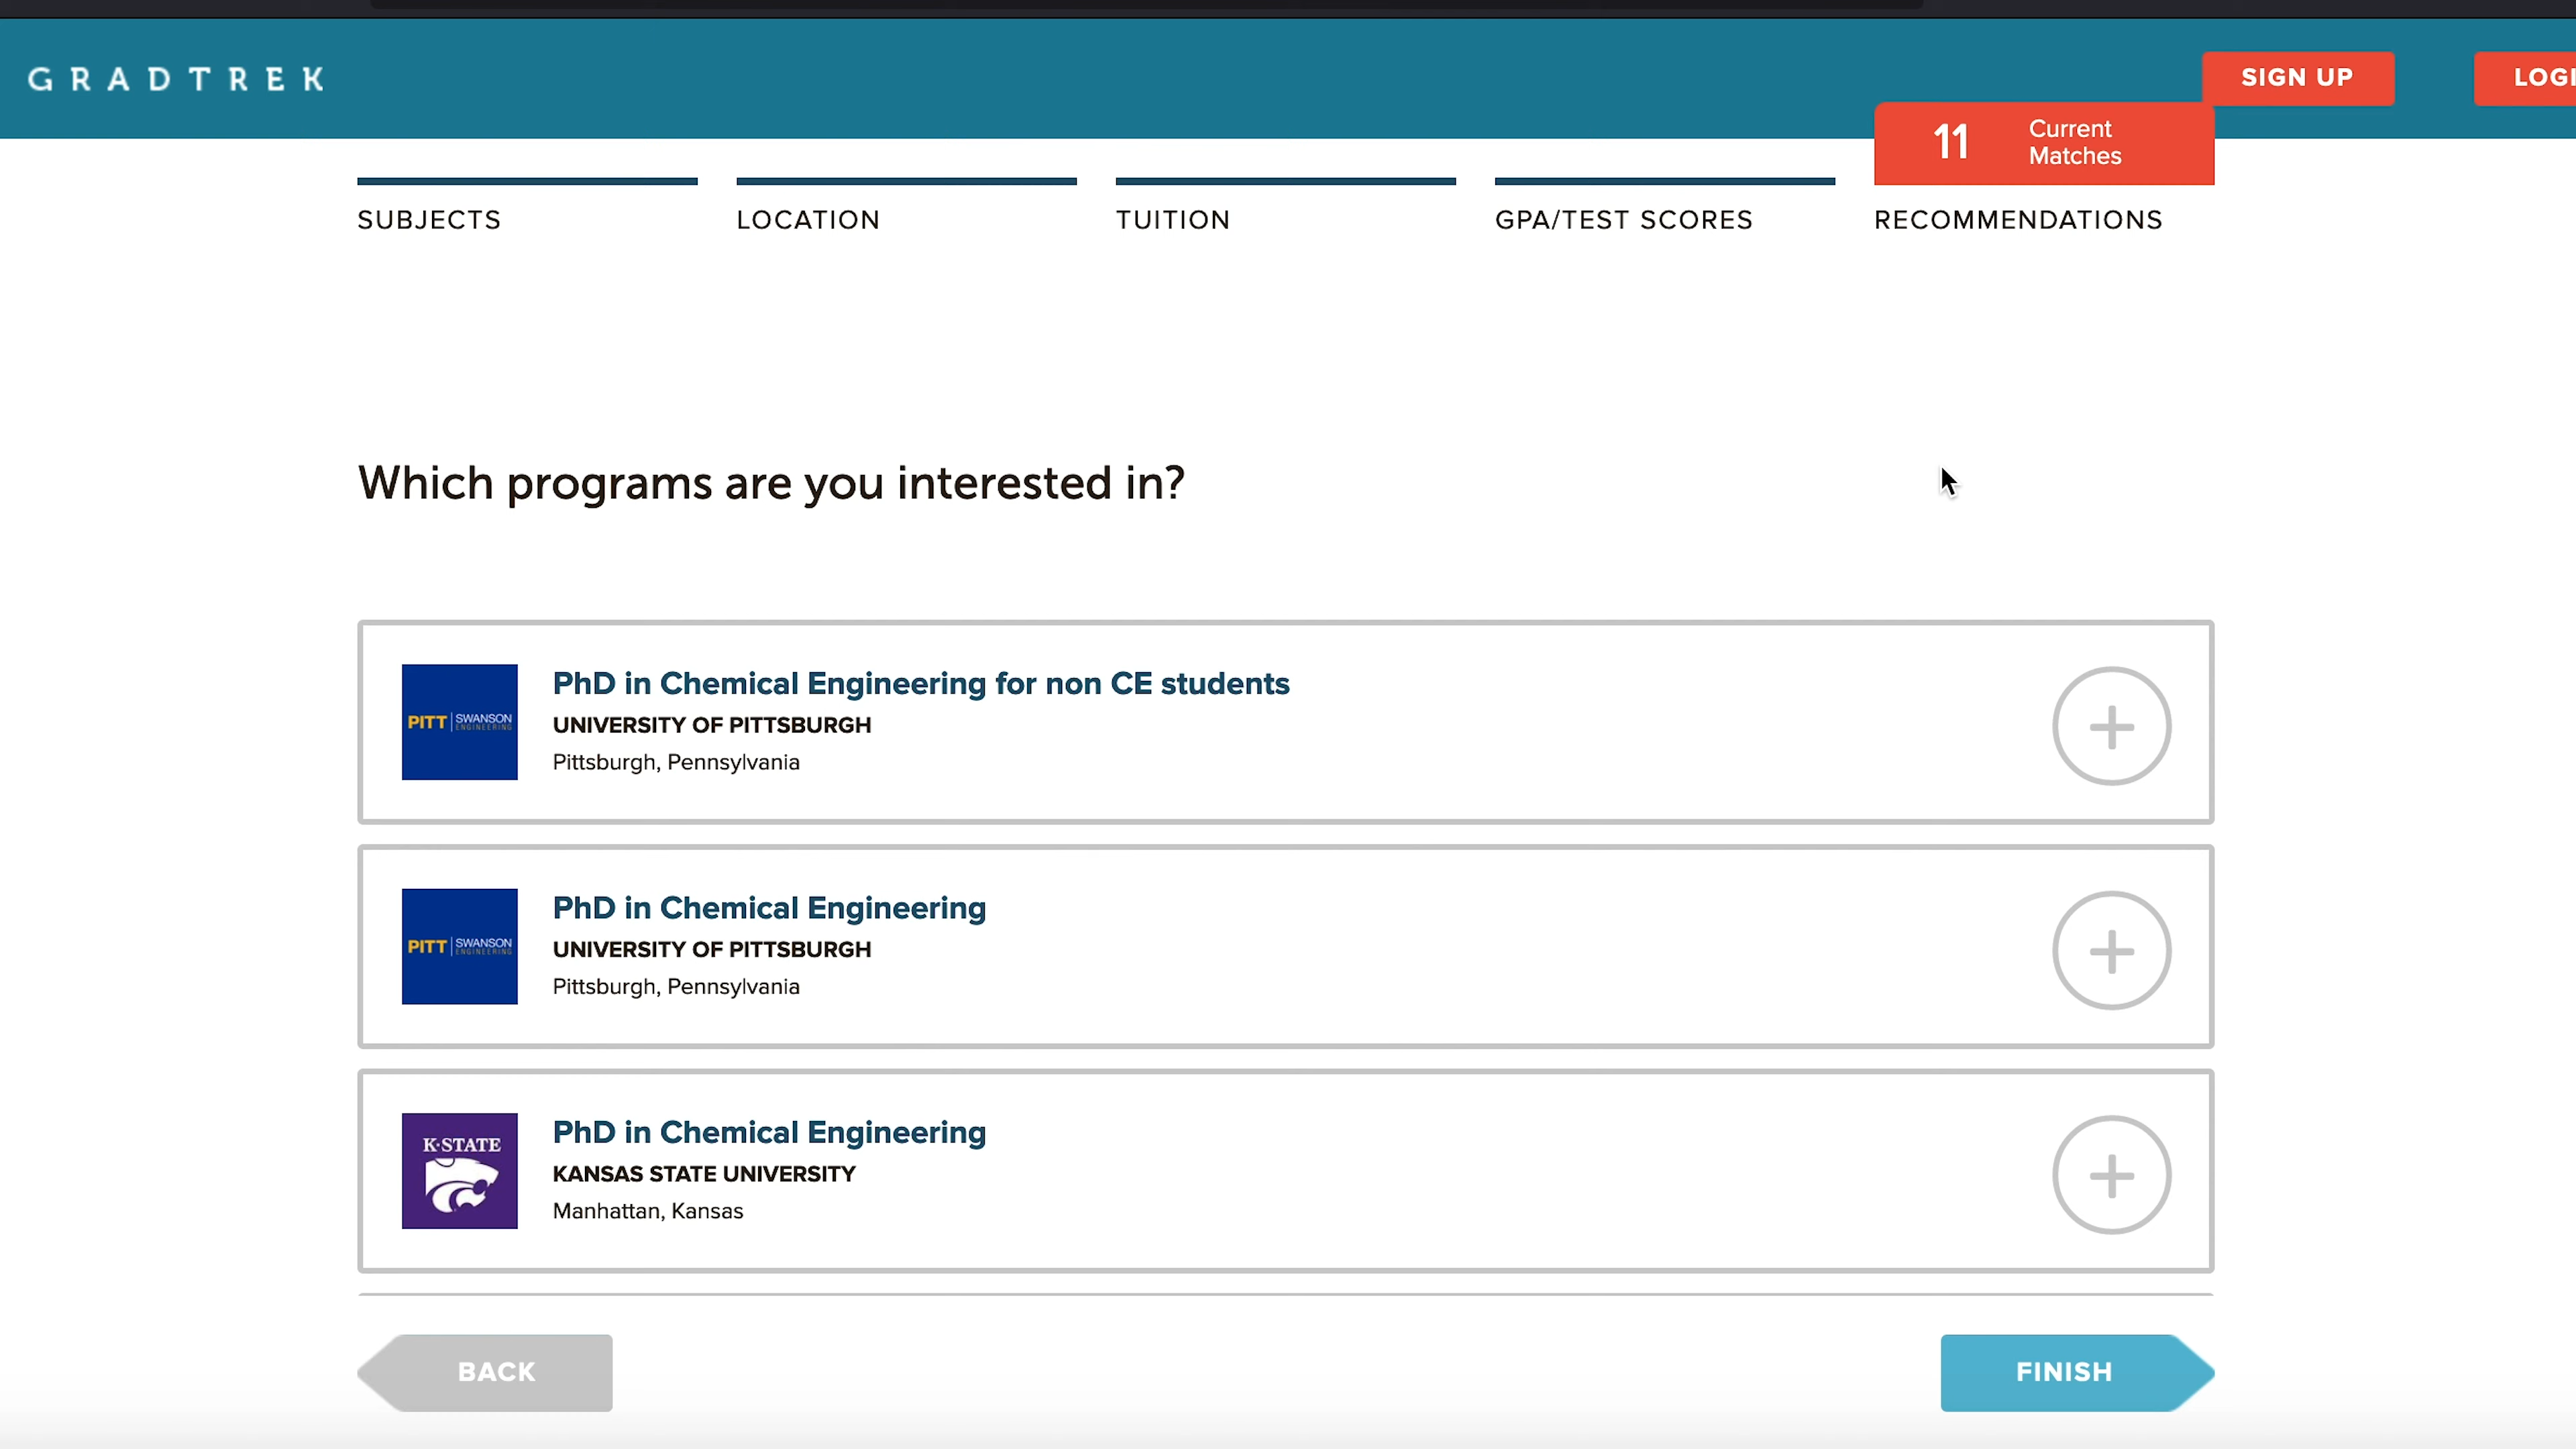 GRADTREK
SIGN UP
LOGI
11
Current
Matches
SUBJECTS
LOCATION
TUITION
GPA/TEST SCORES
RECOMMENDATIONS
Which programs are you interested in?
PITT SWANSON
ENGINEERING
PhD in Chemical Engineering for non CE students
UNIVERSITY OF PITTSBURGH
Pittsburgh, Pennsylvania
PITT SWANSON
ENGINEERING
PhD in Chemical Engineering
UNIVERSITY OF PITTSBURGH
Pittsburgh, Pennsylvania
K-STATE
PhD in Chemical Engineering
KANSAS STATE UNIVERSITY
Manhattan, Kansas
BACK
FINISH